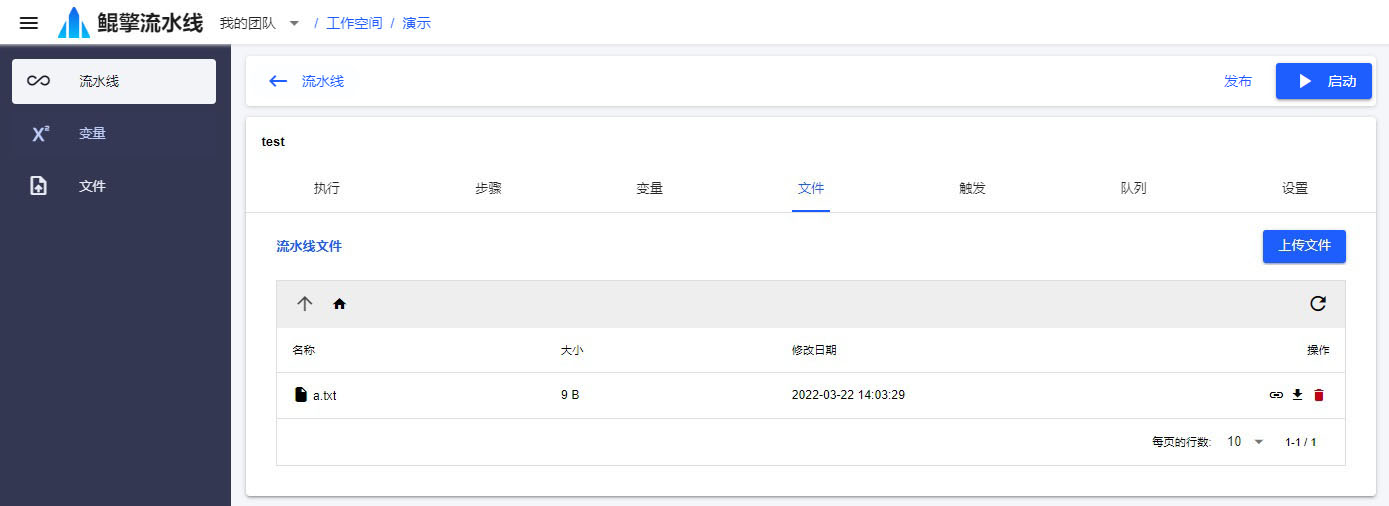 鲲擎流水线 我的团队 / 工作空间 / 演示
流水线
变量
文件
流水线 发布 启动
test
执行 步骤 变量 文件 触发 队列 设置
流水线文件 上传文件
名称 大小 修改日期 操作
a.txt 9 B 2022-03-22 14:03:29
每页的行数: 10 1-1 / 1